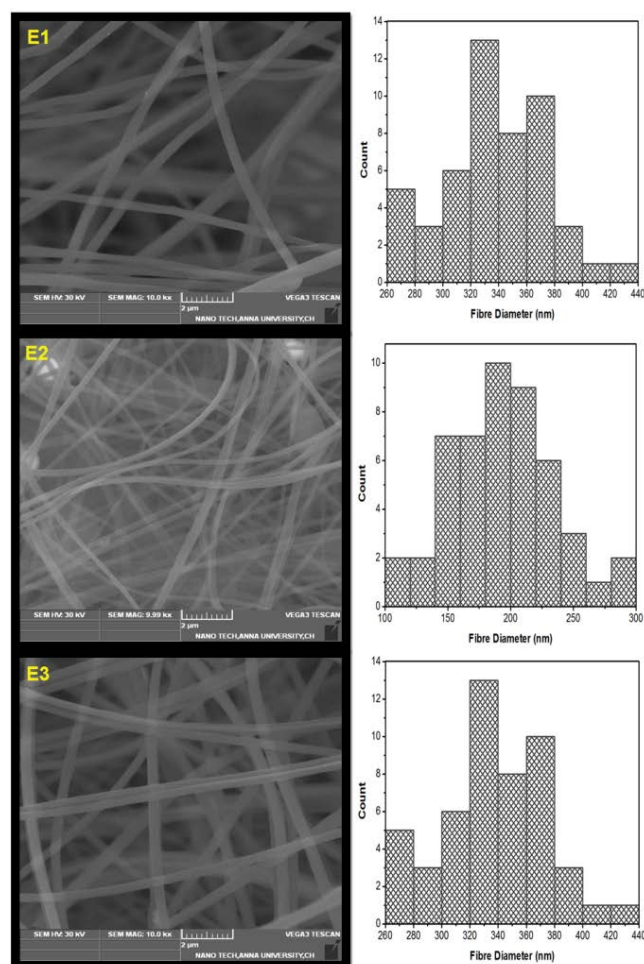 E1
SEM HV: 30 kV SEM MAG: 10.0 kx VEGA3 TESCAN
2 µm
NANO TECH,ANNA UNIVERSITY,CH
14
12
10
8
6
4
2
0
Count
260 280 300 320 340 360 380 400 420 440
Fibre Diameter (nm)
E2
SEM HV: 30 kV SEM MAG: 9.99 kx VEGA3 TESCAN
2 µm
NANO TECH,ANNA UNIVERSITY,CH
10
8
6
4
2
0
Count
100 150 200 250 300
Fibre Diameter (nm)
E3
SEM HV: 30 kV SEM MAG: 10.0 kx VEGA3 TESCAN
2 µm
NANO TECH,ANNA UNIVERSITY,CH
14
12
10
8
6
4
2
0
Count
260 280 300 320 340 360 380 400 420 440
Fibre Diameter (nm)